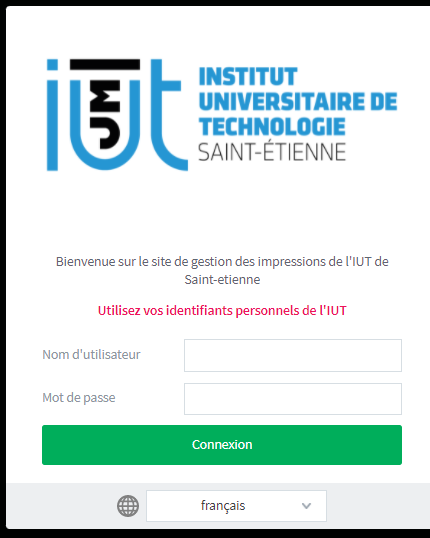 iUt
UJM
INSTITUT
UNIVERSITAIRE DE
TECHNOLOGIE
SAINT-ÉTIENNE
Bienvenue sur le site de gestion des impressions de l'IUT de
Saint-etienne
Utilisez vos identifiants personnels de l'IUT
Nom d'utilisateur
Mot de passe
Connexion
français